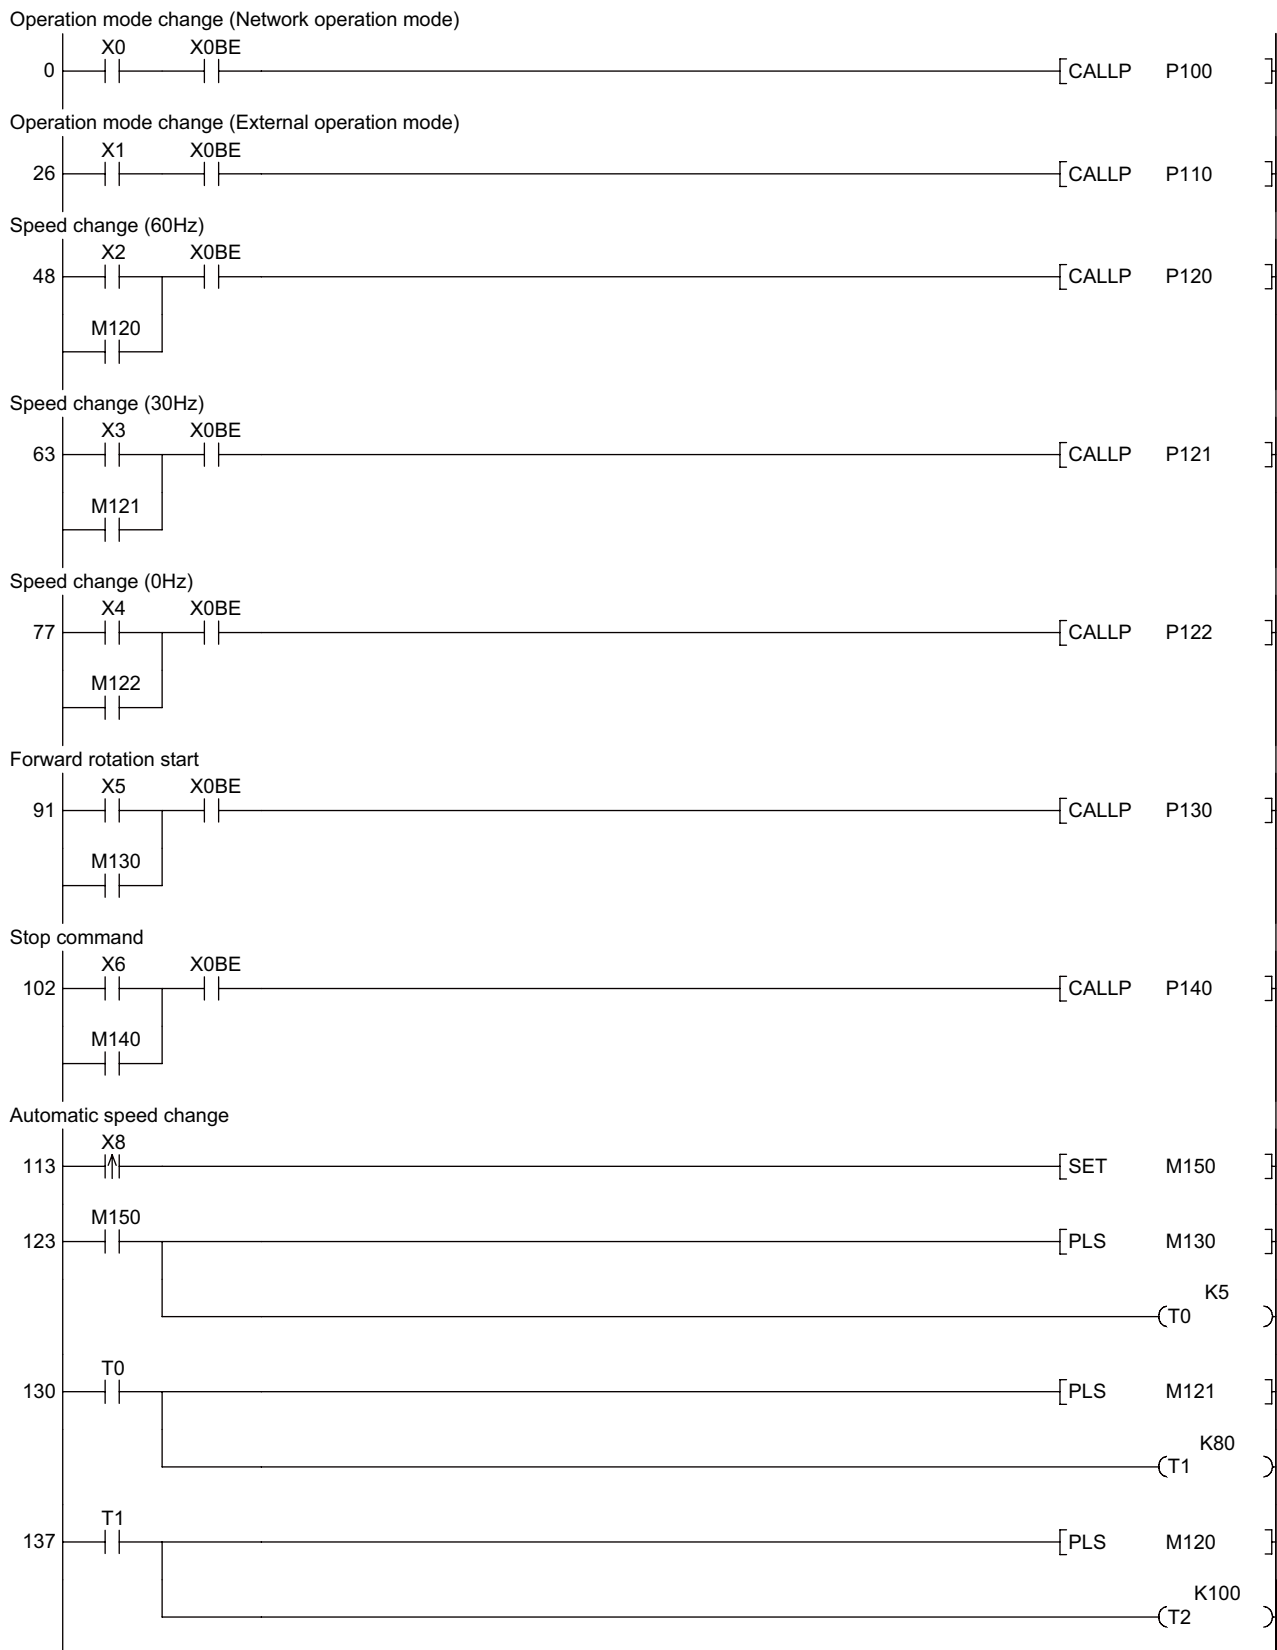 Operation mode change (Network operation mode)
X0 X0BE
0 CALLP P100
Operation mode change (External operation mode)
X1 X0BE
26 CALLP P110
Speed change (60Hz)
X2 X0BE
48 CALLP P120
M120
Speed change (30Hz)
X3 X0BE
63 CALLP P121
M121
Speed change (0Hz)
X4 X0BE
77 CALLP P122
M122
Forward rotation start
X5 X0BE
91 CALLP P130
M130
Stop command
X6 X0BE
102 CALLP P140
M140
Automatic speed change
X8
113 SET M150
M150
123 PLS M130
K5
T0
T0
130 PLS M121
K80
T1
T1
137 PLS M120
K100
T2